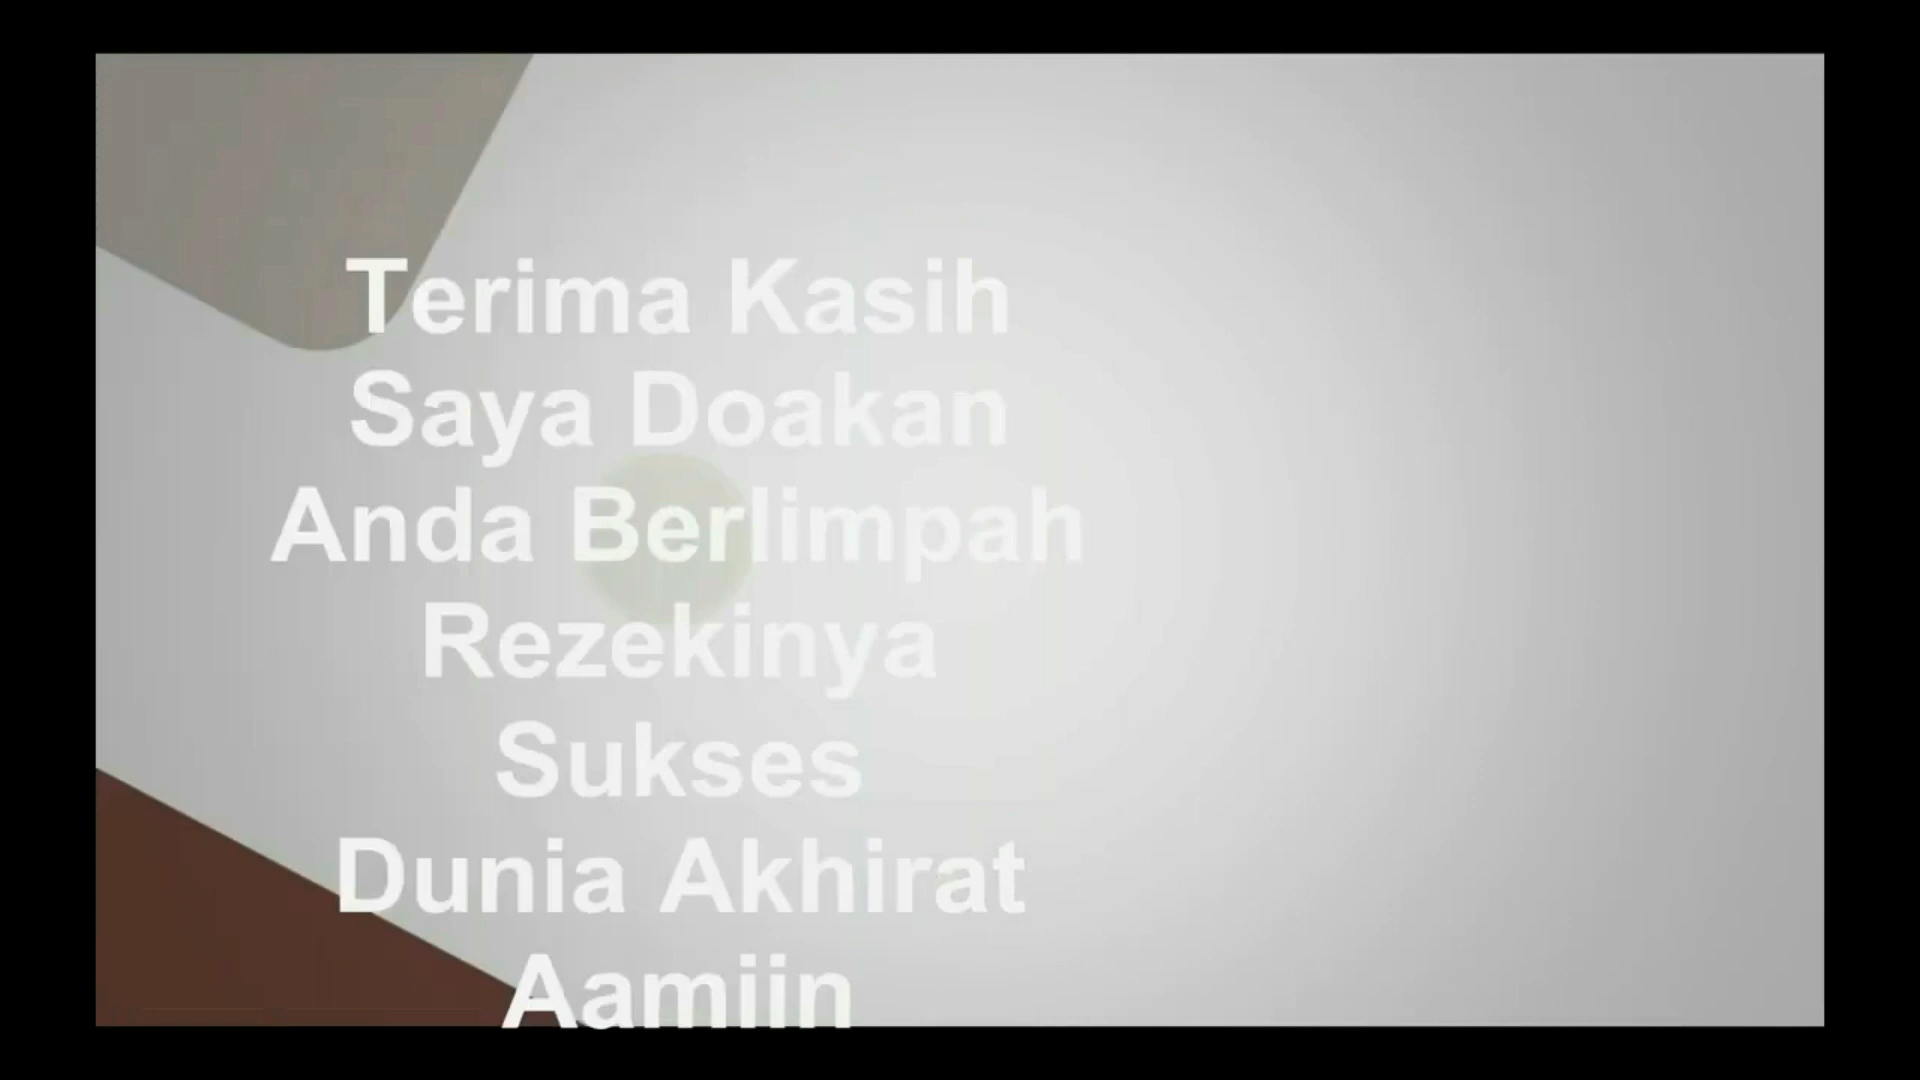 Terima Kasih
Saya Doakan
Anda Berlimpah
Rezekinya
Sukses
Dunia Akhirat
Aamiin